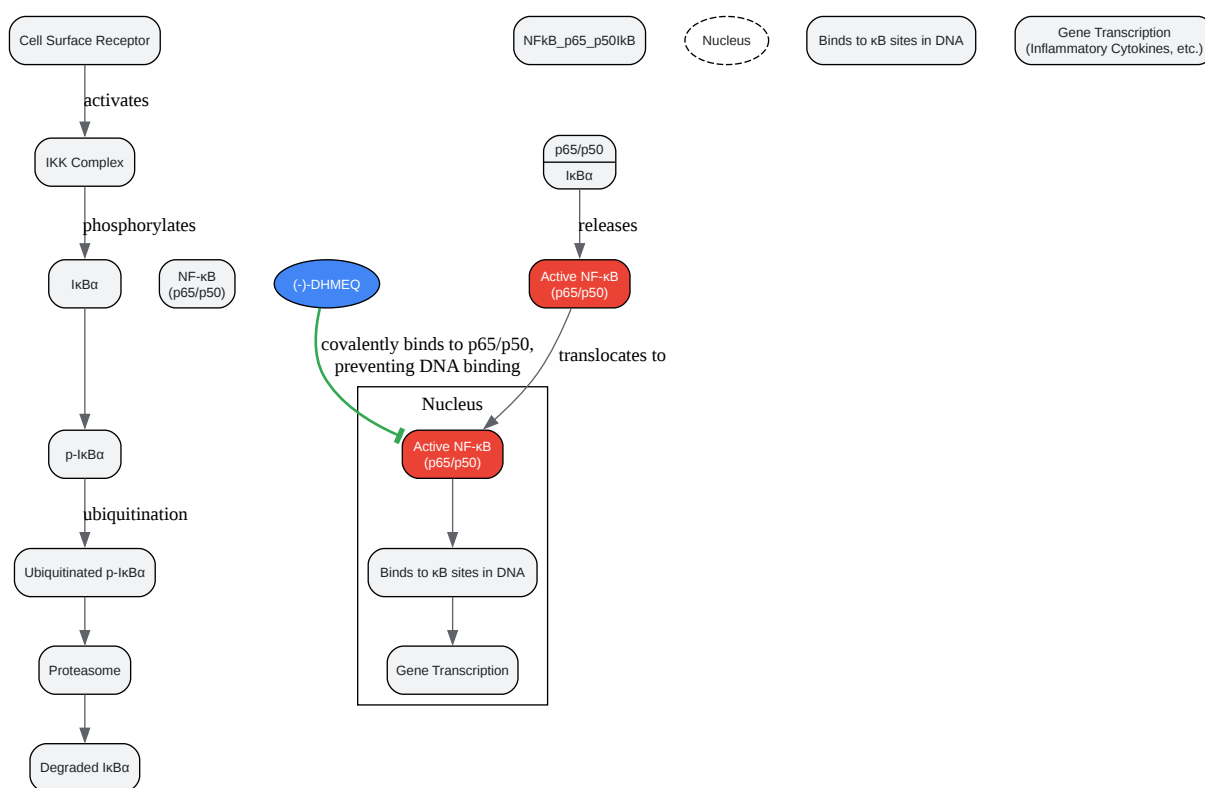 Cell Surface Receptor
NFkB_p65_p50IkB
Nucleus
Binds to κB sites in DNA
Gene Transcription
(Inflammatory Cytokines, etc.)
activates
IKK Complex
p65/p50
IκBα
phosphorylates
releases
IκBα
NF-κB
(p65/p50)
(-)-DHMEQ
Active NF-κB
(p65/p50)
covalently binds to p65/p50,
preventing DNA binding
translocates to
Nucleus
p-IκBα
Active NF-κB
(p65/p50)
ubiquitination
Ubiquitinated p-IκBα
Binds to κB sites in DNA
Proteasome
Gene Transcription
Degraded IκBα